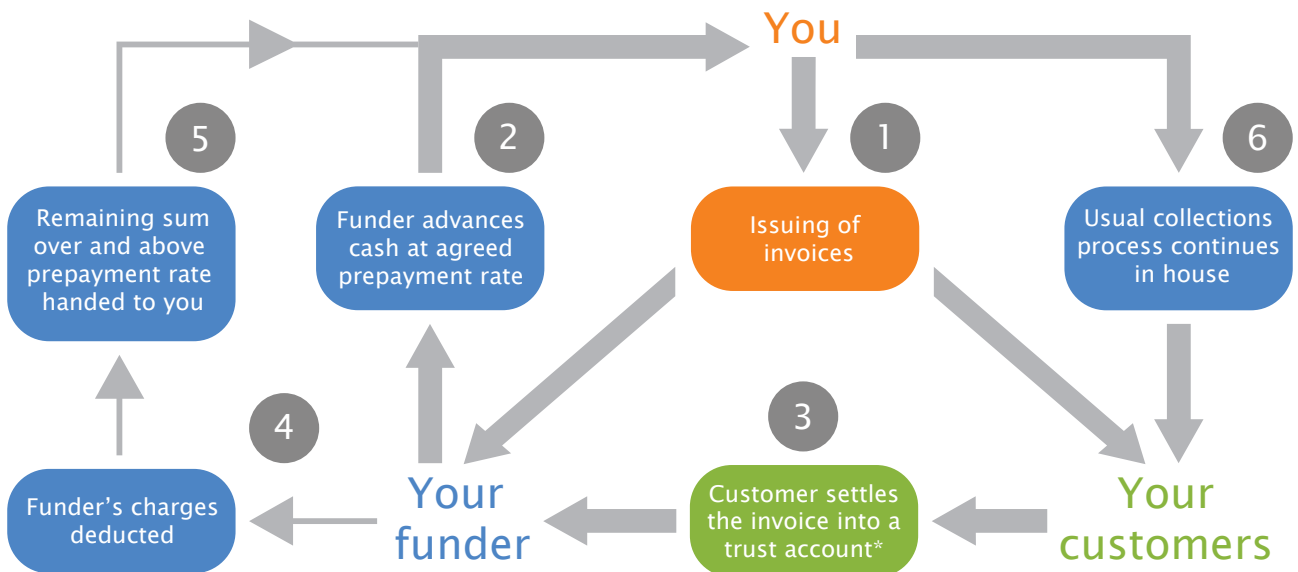 You
5
2
1
6
Remaining sum
over and above
prepayment rate
handed to you
Funder advances
cash at agreed
prepayment rate
Issuing of
invoices
Usual collections
process continues
in house
4
3
Funder’s charges
deducted
Your
funder
Customer settles
the invoice into a
trust account*
Your
customers